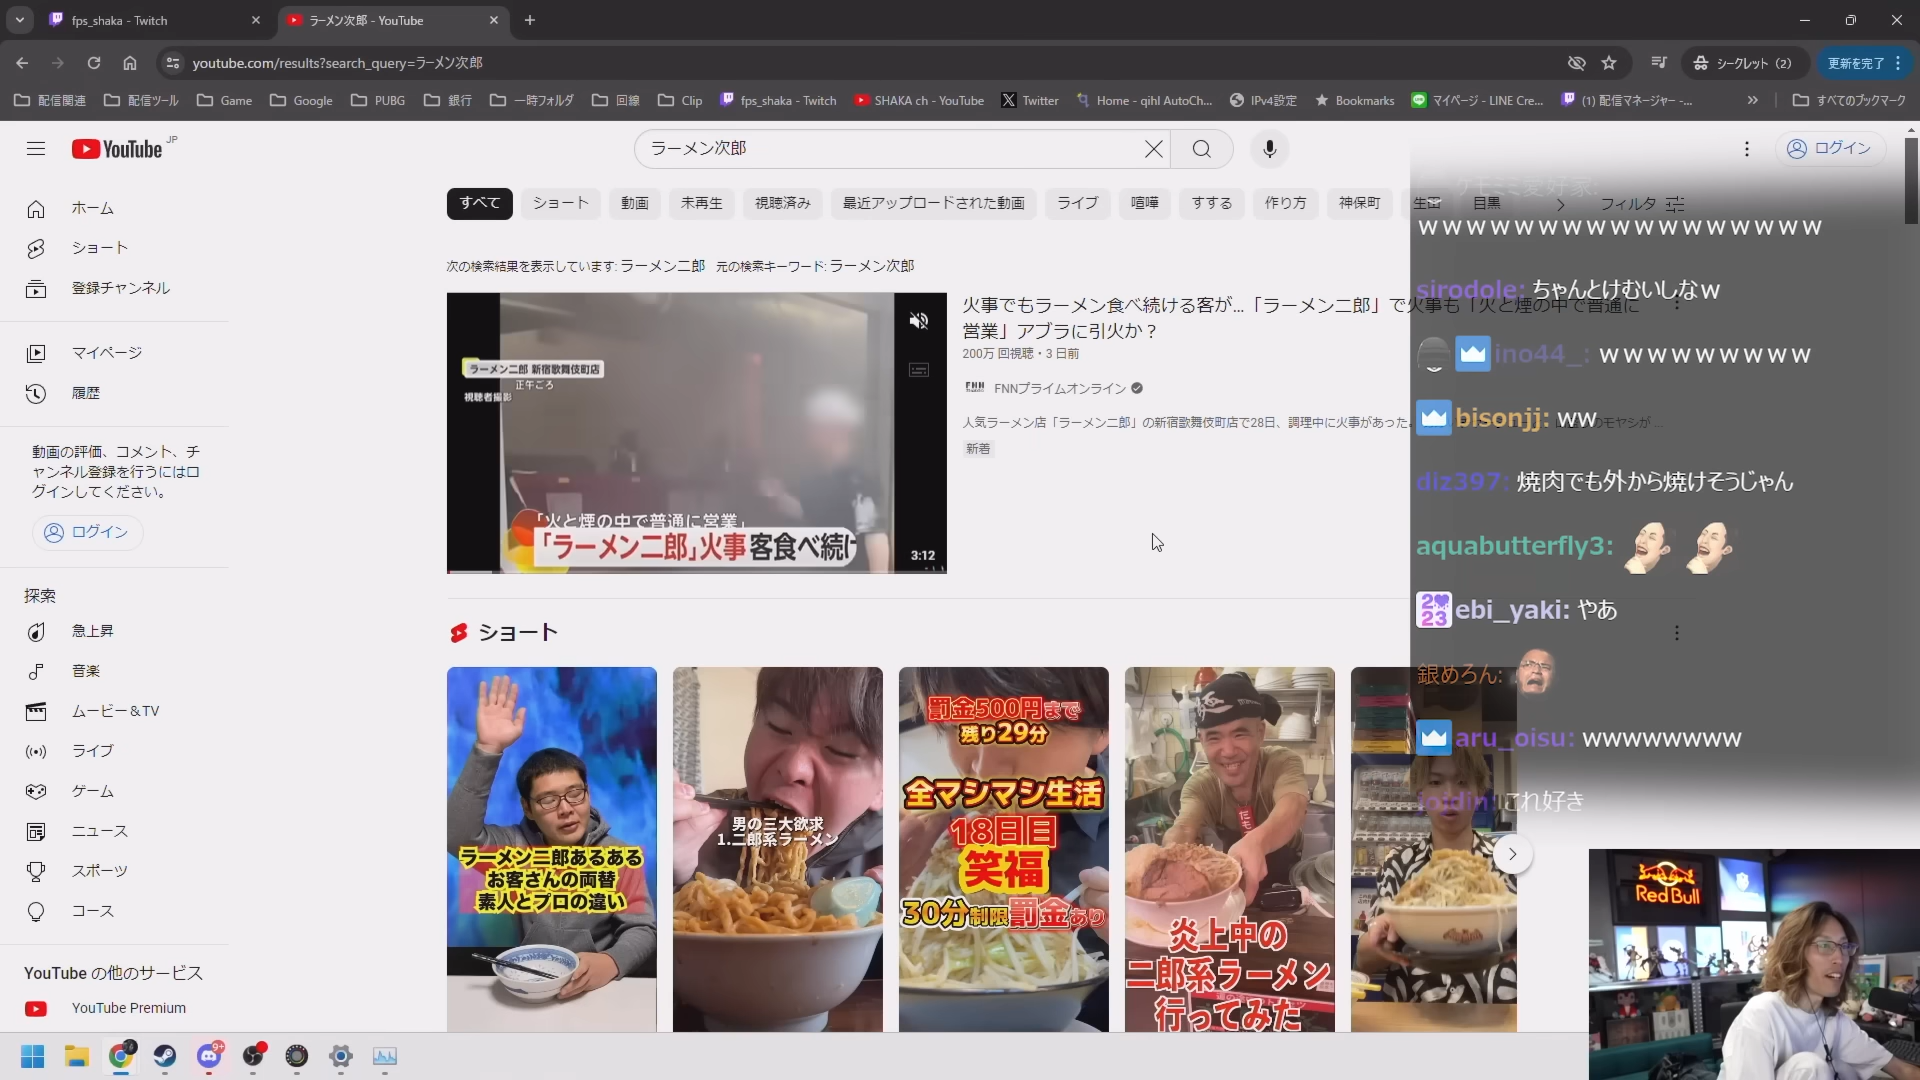 fps_shaka - Twitch
ラーメン次郎 - YouTube
youtube.com/results?search_query=ラーメン次郎
シークレット (2)
更新を完了
配信関連
配信ツール
Game
Google
PUBG
銀行
一時フォルダ
回線
Clip
fps_shaka - Twitch
SHAKA ch - YouTube
Twitter
Home - qihl AutoCh...
IPv4設定
Bookmarks
マイページ - LINE Cre...
(1) 配信マネージャー -...
»
すべてのブックマーク
YouTube JP
ラーメン次郎
ログイン
すべて
ショート
動画
未再生
視聴済み
最近アップロードされた動画
ライブ
喧嘩
すする
作り方
神保町
生田
目黒
フィルタ
ホーム
ショート
登録チャンネル
マイページ
履歴
動画の評価、コメント、チ
ャンネル登録を行うにはロ
グインしてください。
ログイン
探索
急上昇
音楽
ムービー＆TV
ライブ
ゲーム
ニュース
スポーツ
コース
YouTube の他のサービス
YouTube Premium
次の検索結果を表示しています: ラーメン二郎 元の検索キーワード: ラーメン次郎
ラーメン二郎 新宿歌舞伎町店
正午ごろ
視聴者撮影
「火と煙の中で普通に営業」
「ラーメン二郎」火事 客食べ続け
3:12
火事でもラーメン食べ続ける客が...「ラーメン二郎」で火事も「火と煙の中で普通に
営業」アブラに引火か？
200万 回視聴・3 日前
FNN
FNNプライムオンライン
人気ラーメン店「ラーメン二郎」の新宿歌舞伎町店で28日、調理中に火事があった。
新着
ショート
ラーメン二郎あるある
お客さんの両替
素人とプロの違い
男の三大欲求
1.二郎系ラーメン
罰金500円まで
残り29分
全マシマシ生活
18日目
笑福
30分制限罰金あり
炎上中の
二郎系ラーメン
行ってみた
ケモミミ愛好家:
ｗｗｗｗｗｗｗｗｗｗｗｗｗｗｗｗｗ
sirodole: ちゃんとけむいしなｗ
ino44_: ｗｗｗｗｗｗｗｗｗ
bisonjj: ww
diz397: 焼肉でも外から焼けそうじゃん
aquabutterfly3:
2023 ebi_yaki: やあ
銀めろん:
aru_oisu: wwwwwwww
これ好き
Red Bull
9+